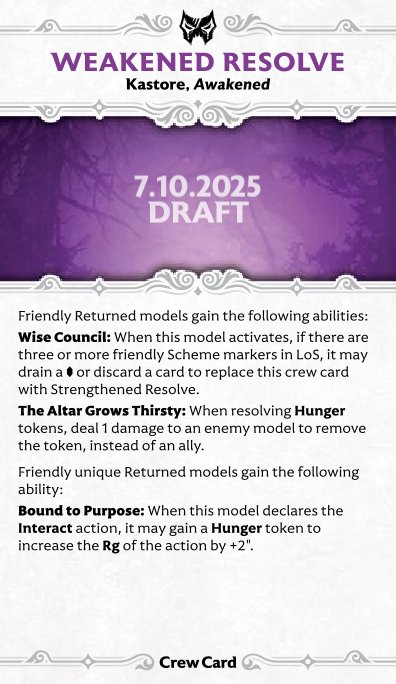 WEAKENED RESOLVE
Kastore, Awakened
7.10.2025
DRAFT
Friendly Returned models gain the following abilities:
Wise Council: When this model activates, if there are
three or more friendly Scheme markers in LoS, it may
drain a or discard a card to replace this crew card
with Strengthened Resolve.
The Altar Grows Thirsty: When resolving Hunger
tokens, deal 1 damage to an enemy model to remove
the token, instead of an ally.
Friendly unique Returned models gain the following
ability:
Bound to Purpose: When this model declares the
Interact action, it may gain a Hunger token to
increase the Rg of the action by +2".
Crew Card